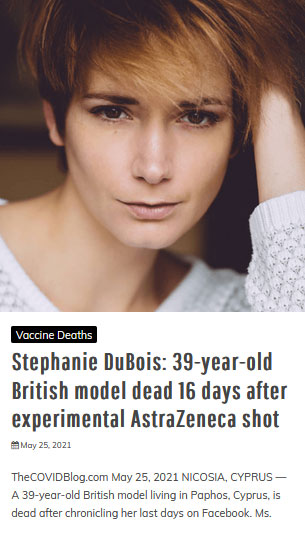 Vaccine Deaths
Stephanie DuBois: 39-year-old
British model dead 16 days after
experimental AstraZeneca shot
May 25, 2021
TheCOVIDBlog.com May 25, 2021 NICOSIA, CYPRUS —
A 39-year-old British model living in Paphos, Cyprus, is
dead after chronicling her last days on Facebook. Ms.